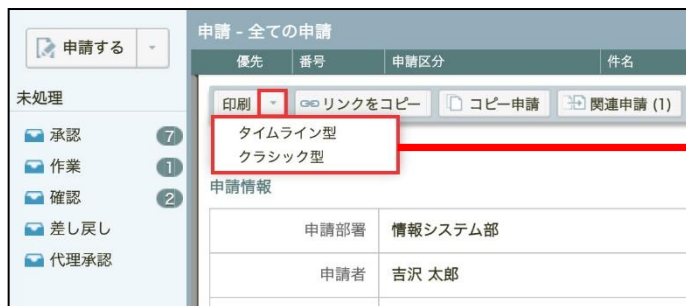 申請する
未処理
承認 7
作業 1
確認 2
差し戻し
代理承認
申請 - 全ての申請
優先 番号 申請区分 件名
印刷 リンクをコピー コピー申請 関連申請 (1)
タイムライン型
クラシック型
申請情報
申請部署 情報システム部
申請者 吉沢 太郎